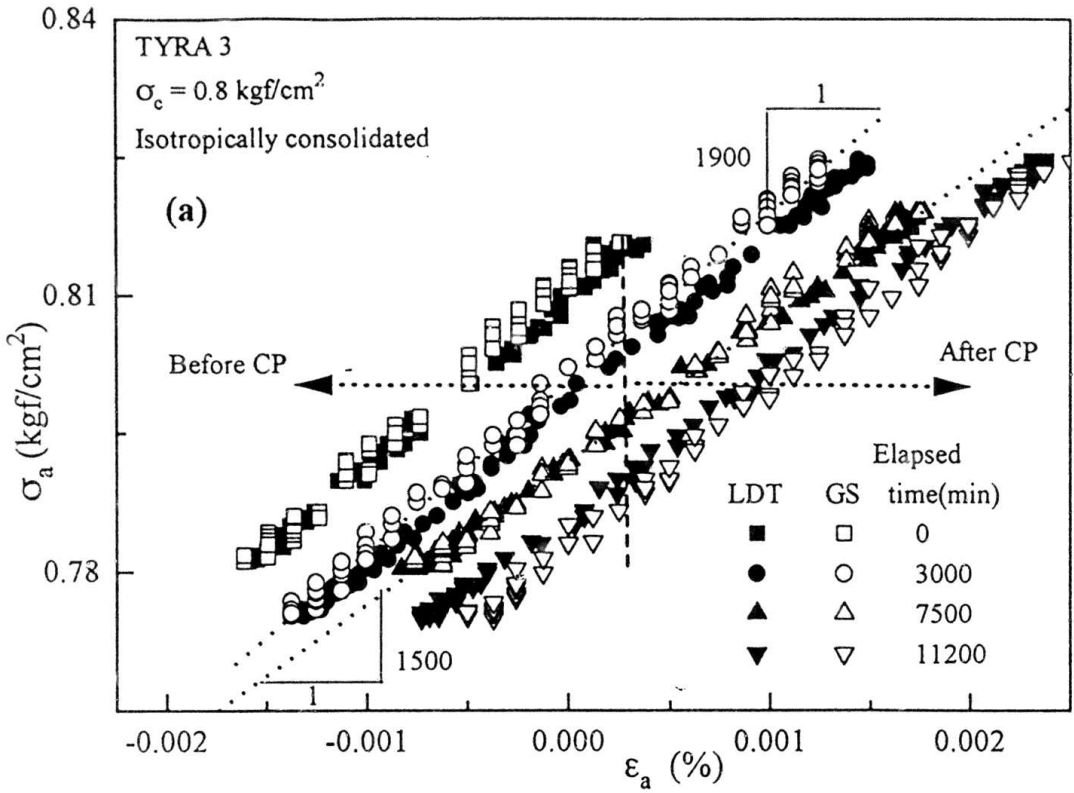 0.84
TYRA 3
σc = 0.8 kgf/cm²
Isotropically consolidated
(a)
1
1900
0.81
Before CP
After CP
σa (kgf/cm²)
Elapsed
LDT GS time(min)
0
3000
7500
11200
0.78
1500
1
-0.002 -0.001 0.000 0.001 0.002
εa (%)